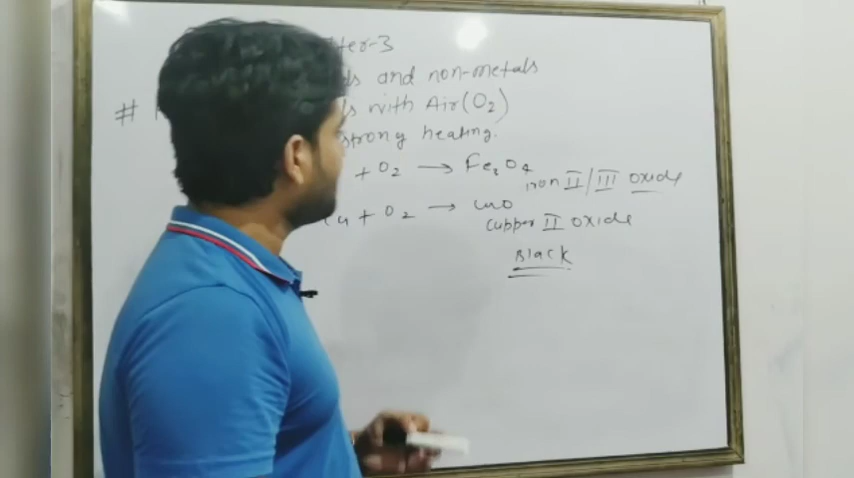 ter-3
ds and non-metals
# ls with Air(O2)
strong heating.
+ O2 → Fe2O4
iron II/III oxide
Cu + O2 → CuO
Cupper II oxide
Black